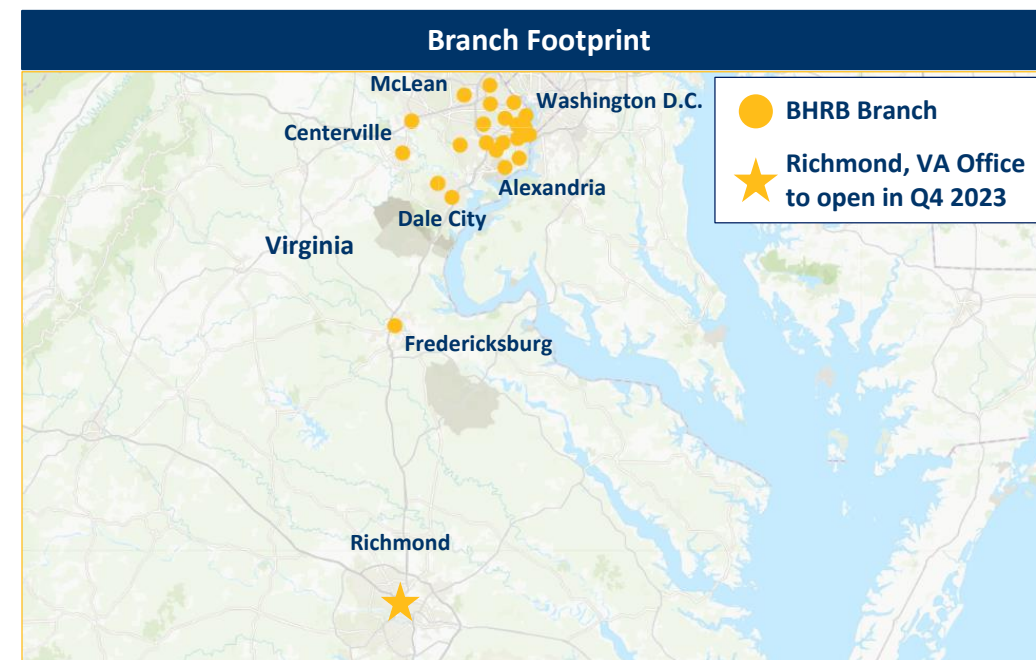 Branch Footprint
McLean
Washington D.C.
Centerville
Alexandria
Dale City
Virginia
Fredericksburg
Richmond
BHRB Branch
Richmond, VA Office
to open in Q4 2023